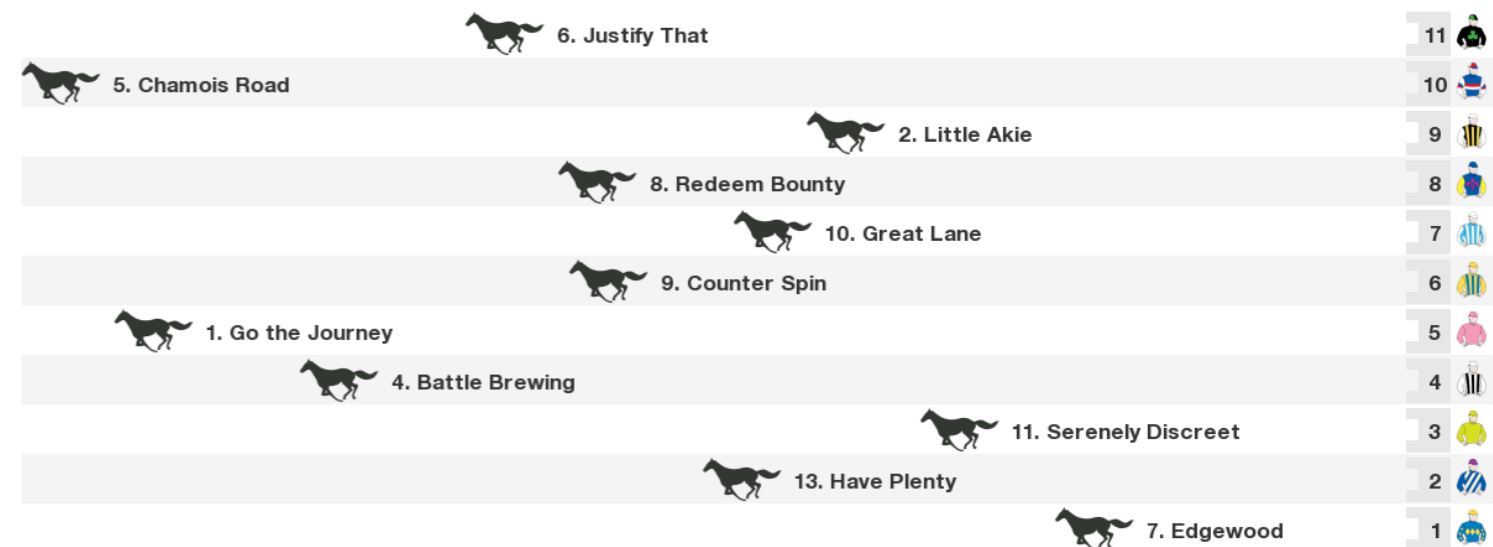 6. Justify That 11
5. Chamois Road 10
2. Little Akie 9
8. Redeem Bounty 8
10. Great Lane 7
9. Counter Spin 6
1. Go the Journey 5
4. Battle Brewing 4
11. Serenely Discreet 3
13. Have Plenty 2
7. Edgewood 1